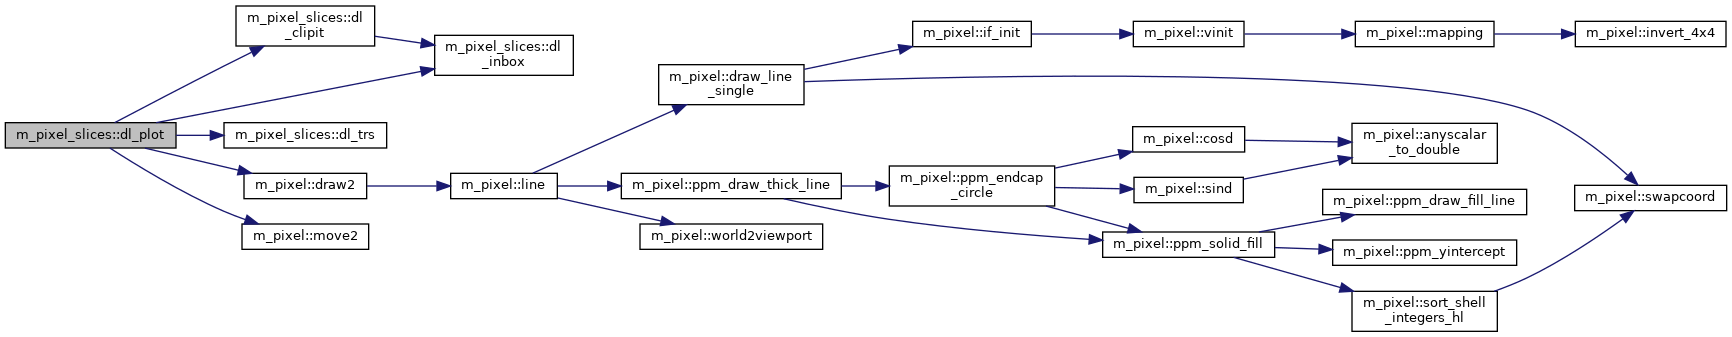 m_pixel_slices::dl_plot
m_pixel_slices::dl
_clipit
m_pixel_slices::dl
_inbox
m_pixel_slices::dl_trs
m_pixel::draw2
m_pixel::move2
m_pixel::line
m_pixel::draw_line
_single
m_pixel::ppm_draw_thick_line
m_pixel::world2viewport
m_pixel::if_init
m_pixel::vinit
m_pixel::mapping
m_pixel::invert_4x4
m_pixel::ppm_endcap
_circle
m_pixel::cosd
m_pixel::sind
m_pixel::anyscalar
_to_double
m_pixel::ppm_solid_fill
m_pixel::ppm_draw_fill_line
m_pixel::ppm_yintercept
m_pixel::sort_shell
_integers_hl
m_pixel::swapcoord